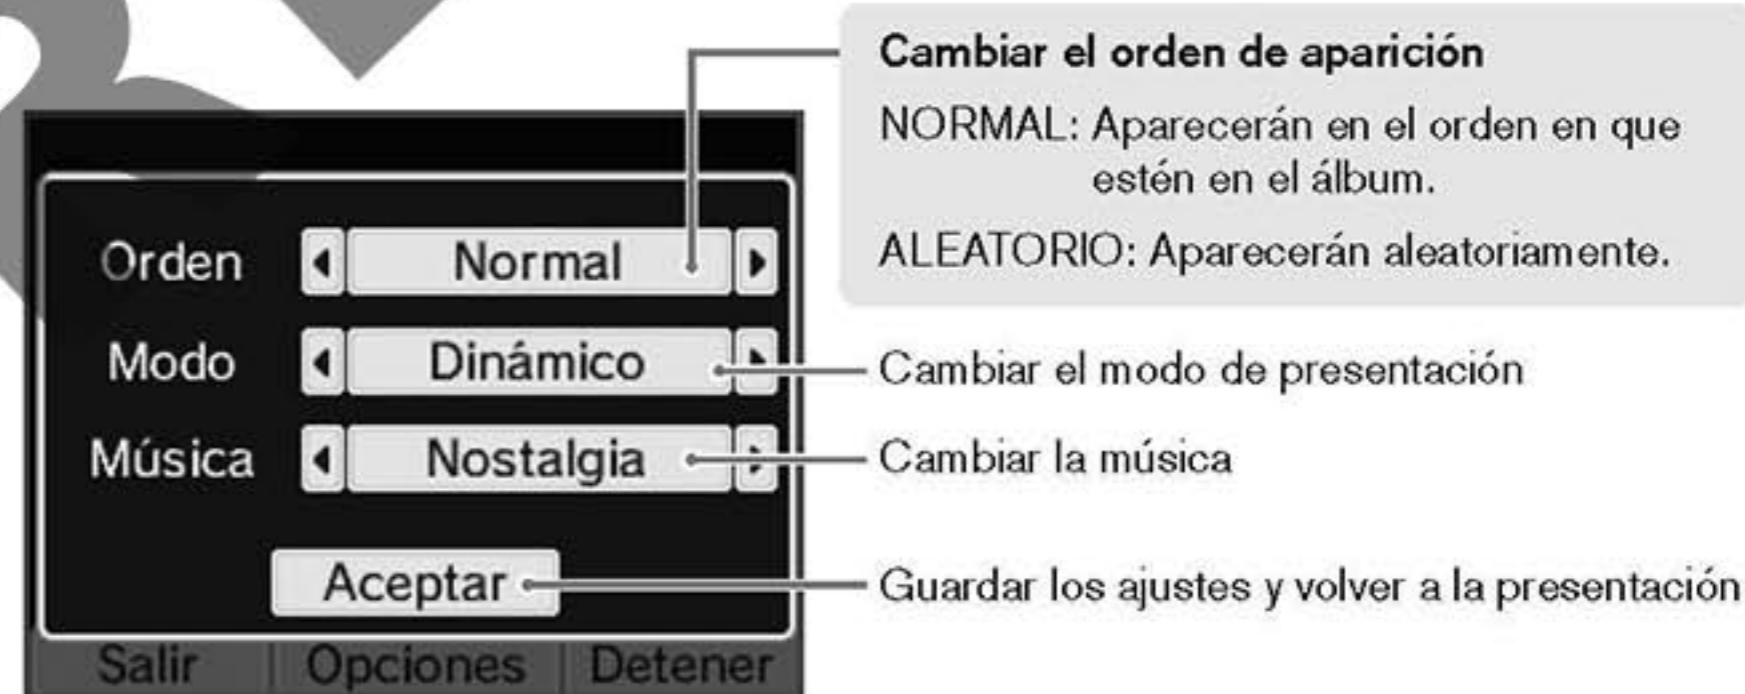 Cambiar el orden de aparición
NORMAL: Aparecerán en el orden en que
estén en el álbum.
ALEATORIO: Aparecerán aleatoriamente.
Orden Normal
Modo Dinámico
Cambiar el modo de presentación
Música Nostalgia
Cambiar la música
Aceptar
Guardar los ajustes y volver a la presentación
Salir Opciones Detener